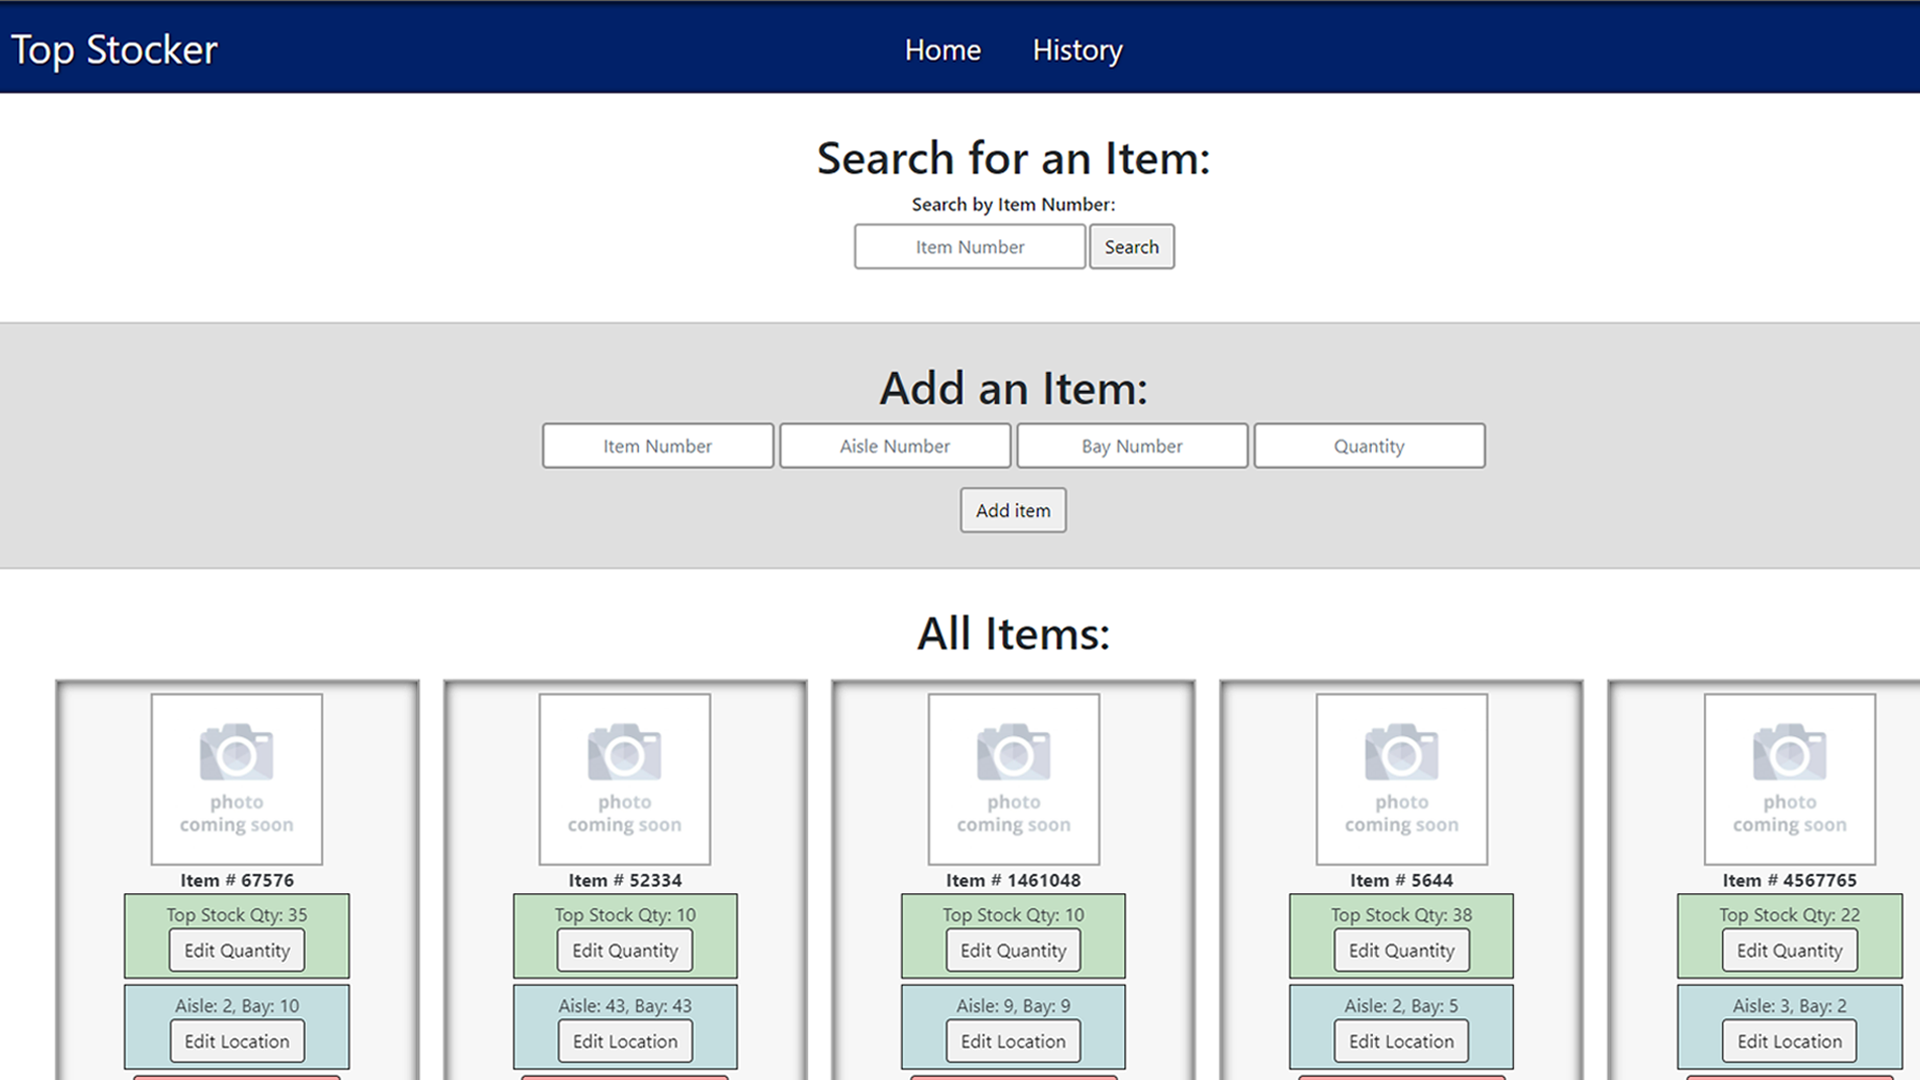 Top Stocker
Home History
Search for an Item:
Search by Item Number:
Item Number Search
Add an Item:
Item Number Aisle Number Bay Number Quantity
Add item
All Items:
photo
coming soon
Item # 67576
Top Stock Qty: 35
Edit Quantity
Aisle: 2, Bay: 10
Edit Location
photo
coming soon
Item # 52334
Top Stock Qty: 10
Edit Quantity
Aisle: 43, Bay: 43
Edit Location
photo
coming soon
Item # 1461048
Top Stock Qty: 10
Edit Quantity
Aisle: 9, Bay: 9
Edit Location
photo
coming soon
Item # 5644
Top Stock Qty: 38
Edit Quantity
Aisle: 2, Bay: 5
Edit Location
photo
coming soon
Item # 4567765
Top Stock Qty: 22
Edit Quantity
Aisle: 3, Bay: 2
Edit Location